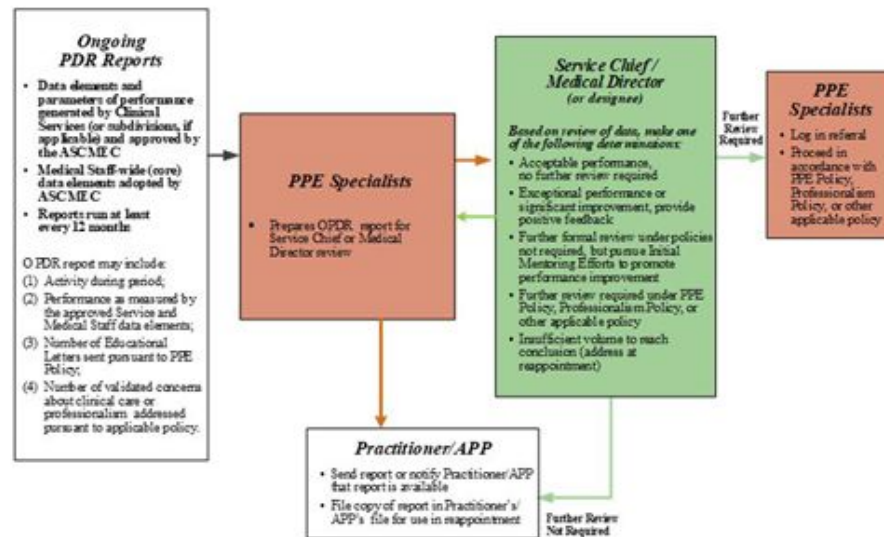 Ongoing
PDR Reports
• Data elements and
parameters of performance
generated by Clinical
Services (or subdivisions, if
applicable) and approved by
the ASCMEC
• Medical Staff-wide (core)
data elements adopted by
ASCMEC
• Reports run at least
every 12 months
OPDR report may include:
(1) Activity during period;
(2) Performance as measured by
the approved Service and
Medical Staff data elements;
(3) Number of Educational
Letters sent pursuant to PPE
Policy;
(4) Number of validated concerns
about clinical care or
professionalism addressed
pursuant to applicable policy.
PPE Specialists
• Prepares OPDR report for
Service Chief or Medical
Director review
Service Chief /
Medical Director
(or designee)
Based on review of data, make one
of the following determinations:
• Acceptable performance,
no further review required
• Exceptional performance or
significant improvement, provide
positive feedback
• Further formal review under policies
not required, but pursue Initial
Mentoring Efforts to promote
performance improvement
• Further review required under PPE
Policy, Professionalism Policy, or
other applicable policy
• Insufficient volume to reach
conclusion (address at
reappointment)
Further
Review
Required
PPE
Specialists
• Log in referral
• Proceed in
accordance with
PPE Policy,
Professionalism
Policy, or other
applicable policy
Practitioner/APP
• Send report or notify Practitioner/APP
that report is available
• File copy of report in Practitioner's/
APP's file for use in reappointment
Further Review
Not Required